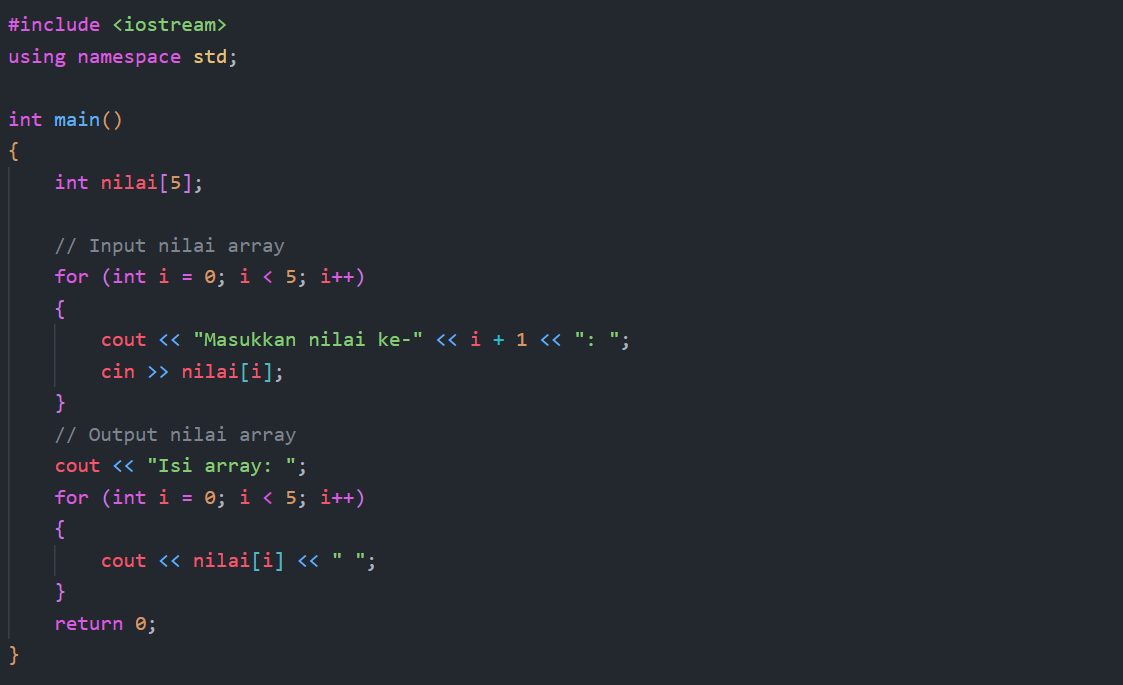 #include <iostream>
using namespace std;
int main()
{
int nilai[5];
// Input nilai array
for (int i = 0; i < 5; i++)
{
cout << "Masukkan nilai ke-" << i + 1 << ": ";
cin >> nilai[i];
}
// Output nilai array
cout << "Isi array: ";
for (int i = 0; i < 5; i++)
{
cout << nilai[i] << " ";
}
return 0;
}